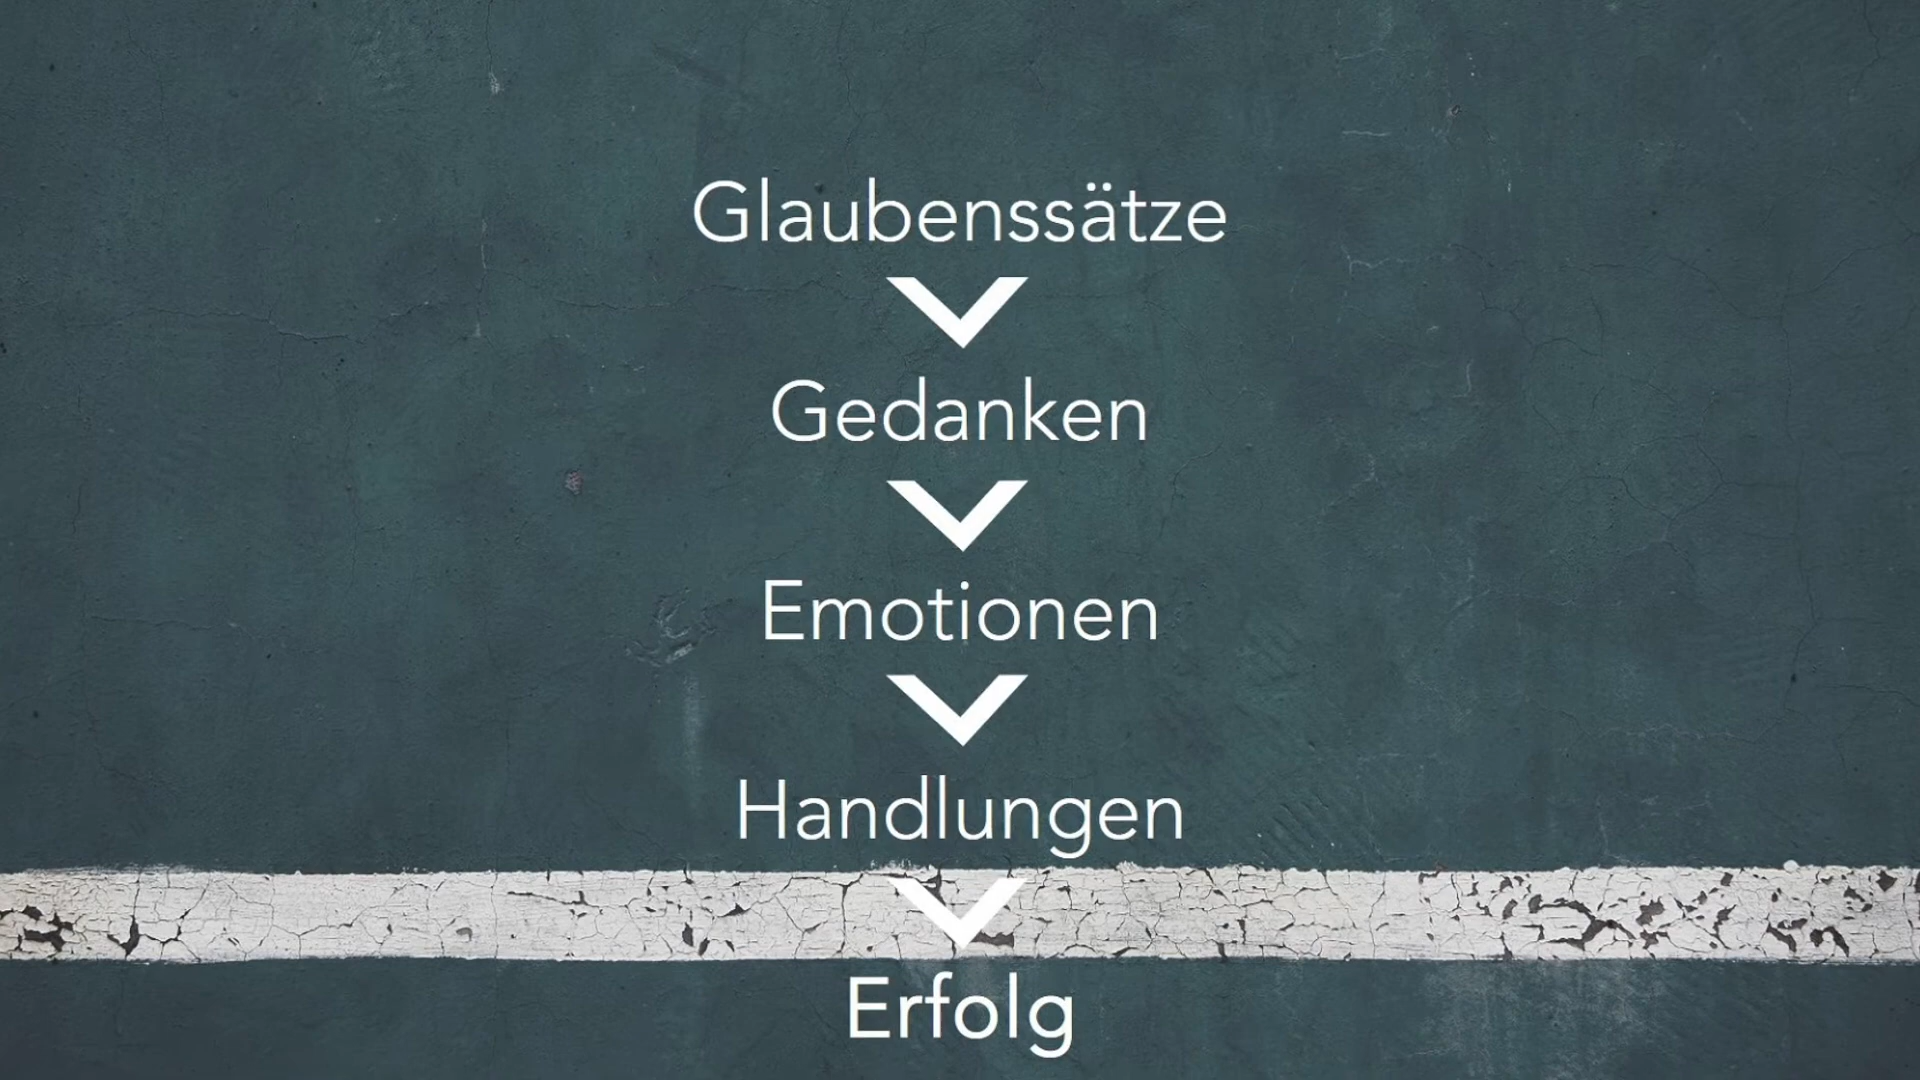 Glaubenssätze
Gedanken
Emotionen
Handlungen
Erfolg